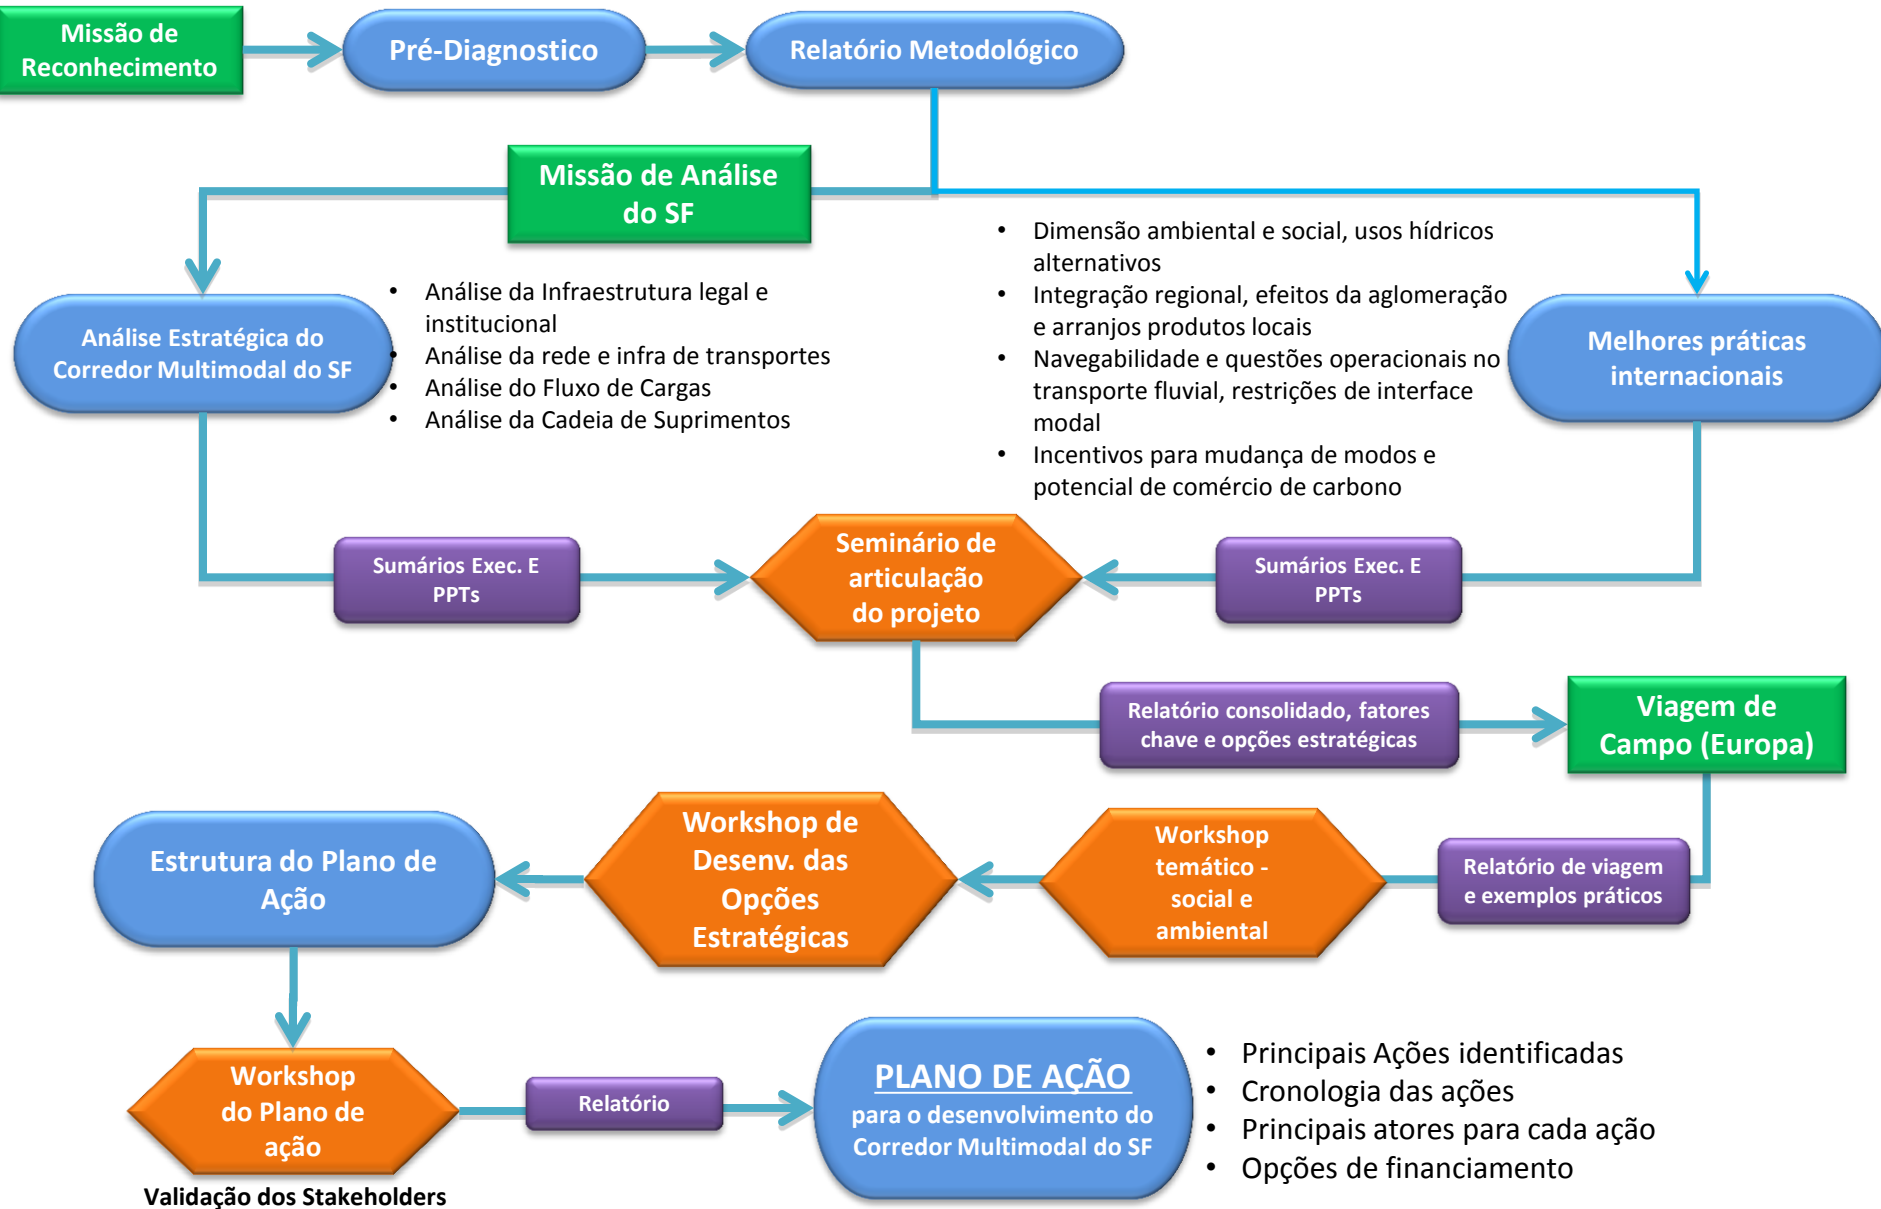 Missão de
Reconhecimento
Pré-Diagnostico
Relatório Metodológico
Missão de Análise
do SF
• Dimensão ambiental e social, usos hídricos
alternativos
• Integração regional, efeitos da aglomeração
e arranjos produtos locais
• Navegabilidade e questões operacionais no
transporte fluvial, restrições de interface
modal
• Incentivos para mudança de modos e
potencial de comércio de carbono
• Análise da Infraestrutura legal e
institucional
• Análise da rede e infra de transportes
• Análise do Fluxo de Cargas
• Análise da Cadeia de Suprimentos
Análise Estratégica do
Corredor Multimodal do SF
Melhores práticas
internacionais
Sumários Exec. E
PPTs
Seminário de
articulação
do projeto
Sumários Exec. E
PPTs
Relatório consolidado, fatores
chave e opções estratégicas
Viagem de
Campo (Europa)
Estrutura do Plano de
Ação
Workshop de
Desenv. das
Opções
Estratégicas
Workshop
temático -
social e
ambiental
Relatório de viagem
e exemplos práticos
Workshop
do Plano de
ação
Validação dos Stakeholders
Relatório
PLANO DE AÇÃO
para o desenvolvimento do
Corredor Multimodal do SF
• Principais Ações identificadas
• Cronologia das ações
• Principais atores para cada ação
• Opções de financiamento